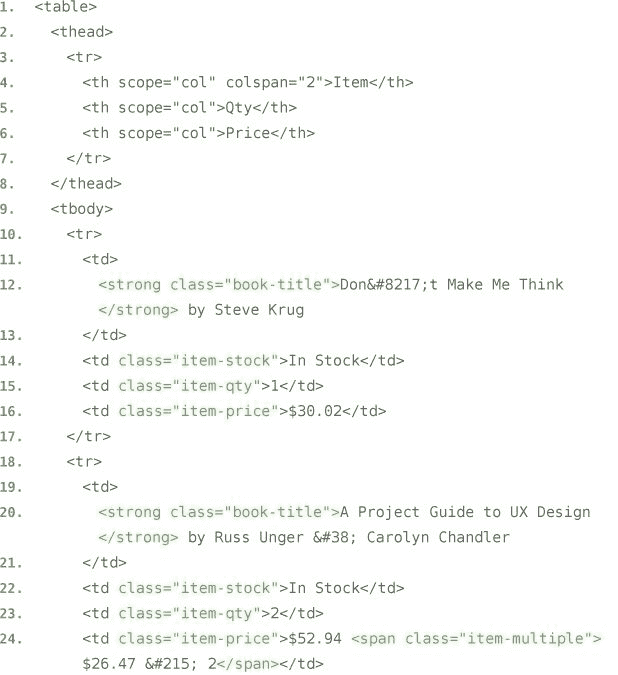 1. <table>
2. <thead>
3. <tr>
4. <th scope="col" colspan="2">Item</th>
5. <th scope="col">Qty</th>
6. <th scope="col">Price</th>
7. </tr>
8. </thead>
9. <tbody>
10. <tr>
11. <td>
12. <strong class="book-title">Don&#8217;t Make Me Think
</strong> by Steve Krug
13. </td>
14. <td class="item-stock">In Stock</td>
15. <td class="item-qty">1</td>
16. <td class="item-price">$30.02</td>
17. </tr>
18. <tr>
19. <td>
20. <strong class="book-title">A Project Guide to UX Design
</strong> by Russ Unger &#38; Carolyn Chandler
21. </td>
22. <td class="item-stock">In Stock</td>
23. <td class="item-qty">2</td>
24. <td class="item-price">$52.94 <span class="item-multiple">
$26.47 &#215; 2</span></td>